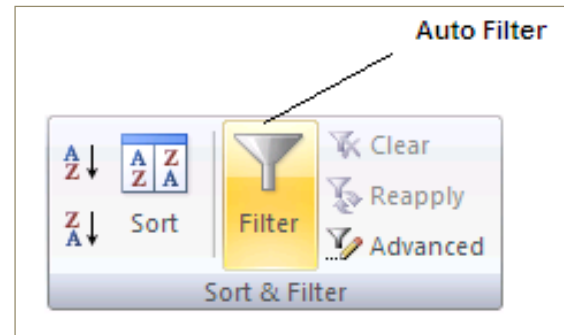 Auto Filter
A
Z
A Z
Z A
Clear
Reapply
Z
A
Sort
Filter
Advanced
Sort & Filter